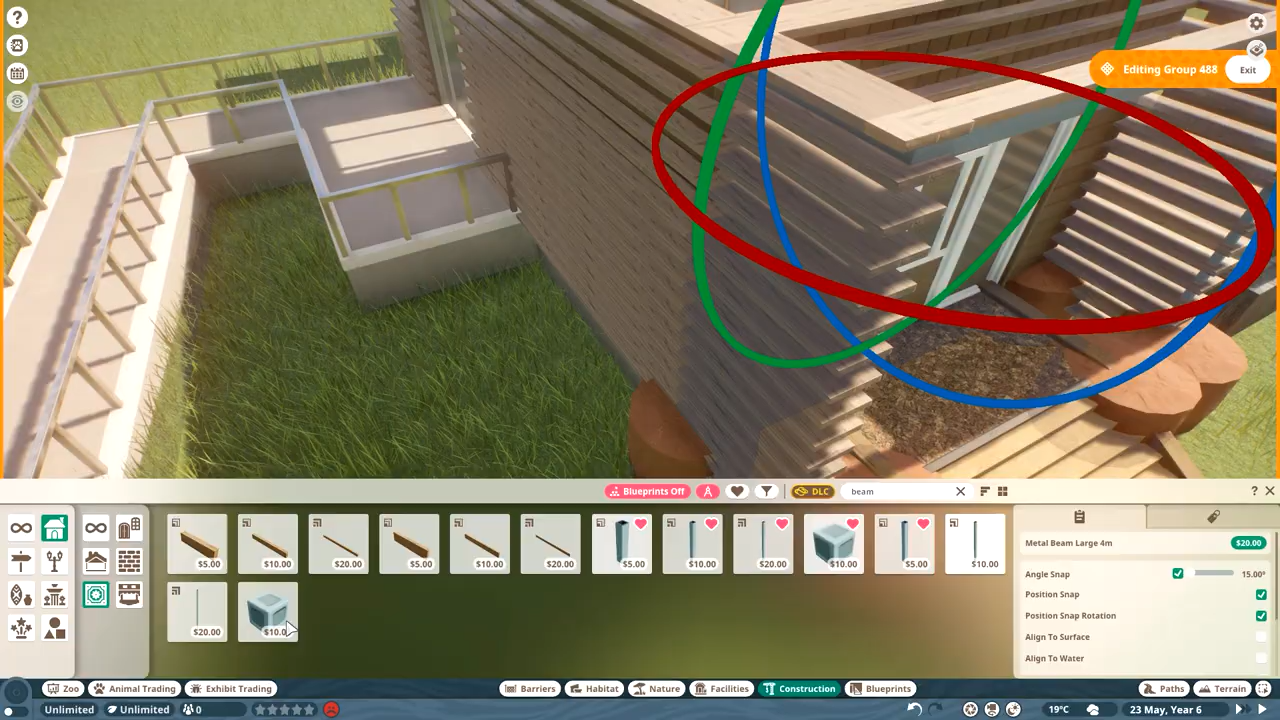 ?
Editing Group 488
Exit
Blueprints Off
DLC
beam
?
$5.00
$10.00
$20.00
$5.00
$10.00
$20.00
$5.00
$10.00
$20.00
$10.00
$5.00
$10.00
$20.00
$10.0
Metal Beam Large 4m
$20.00
Angle Snap
15.00°
Position Snap
Position Snap Rotation
Align To Surface
Align To Water
Zoo
Animal Trading
Exhibit Trading
Barriers
Habitat
Nature
Facilities
Construction
Blueprints
Paths
Terrain
Unlimited
Unlimited
0
19°C
23 May, Year 6